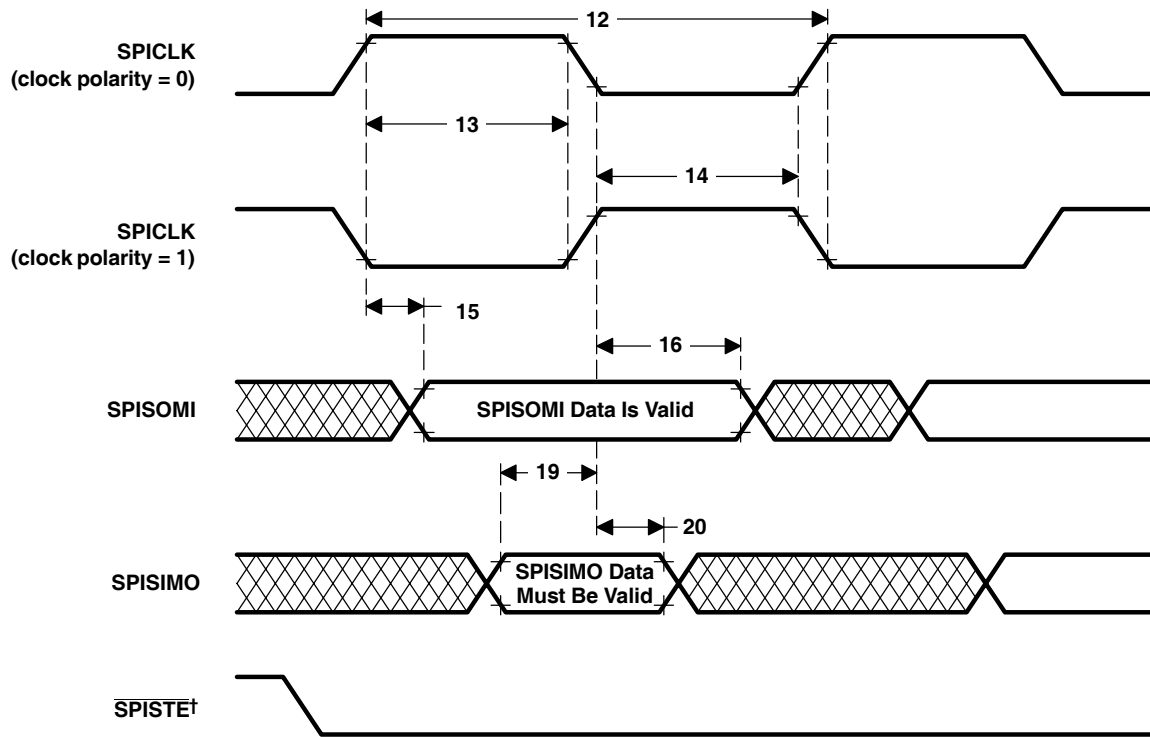 12
SPICLK
(clock polarity = 0)
13
14
SPICLK
(clock polarity = 1)
15
16
SPISOMI
SPISOMI Data Is Valid
19
20
SPISIMO
SPISIMO Data
Must Be Valid
SPISTE†